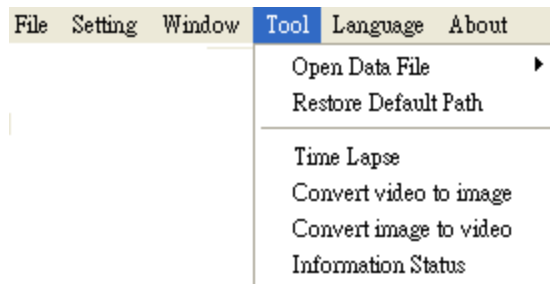 File Setting Window Tool Language About
Open Data File
Restore Default Path
Time Lapse
Convert video to image
Convert image to video
Information Status